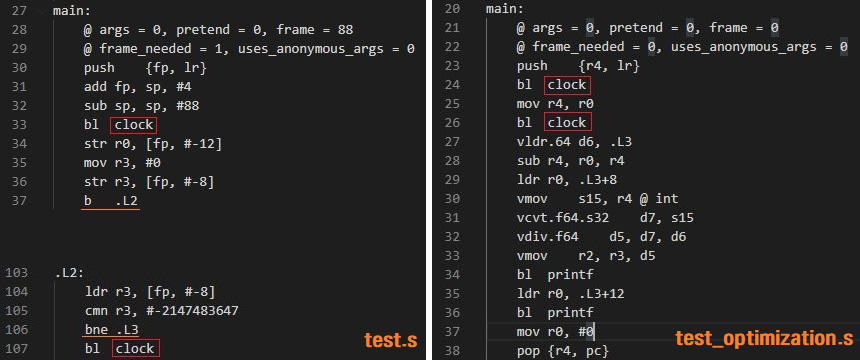 27 main:
28 @ args = 0, pretend = 0, frame = 88
29 @ frame_needed = 1, uses_anonymous_args = 0
30 push {fp, lr}
31 add fp, sp, #4
32 sub sp, sp, #88
33 bl clock
34 str r0, [fp, #-12]
35 mov r3, #0
36 str r3, [fp, #-8]
37 b .L2
103 .L2:
104 ldr r3, [fp, #-8]
105 cmn r3, #-2147483647
106 bne .L3
107 bl clock
test.s
20 main:
21 @ args = 0, pretend = 0, frame = 0
22 @ frame_needed = 0, uses_anonymous_args = 0
23 push {r4, lr}
24 bl clock
25 mov r4, r0
26 bl clock
27 vldr.64 d6, .L3
28 sub r4, r0, r4
29 ldr r0, .L3+8
30 vmov s15, r4 @ int
31 vcvt.f64.s32 d7, s15
32 vdiv.f64 d5, d7, d6
33 vmov r2, r3, d5
34 bl printf
35 ldr r0, .L3+12
36 bl printf
37 mov r0, #0
38 pop {r4, pc}
test_optimization.s